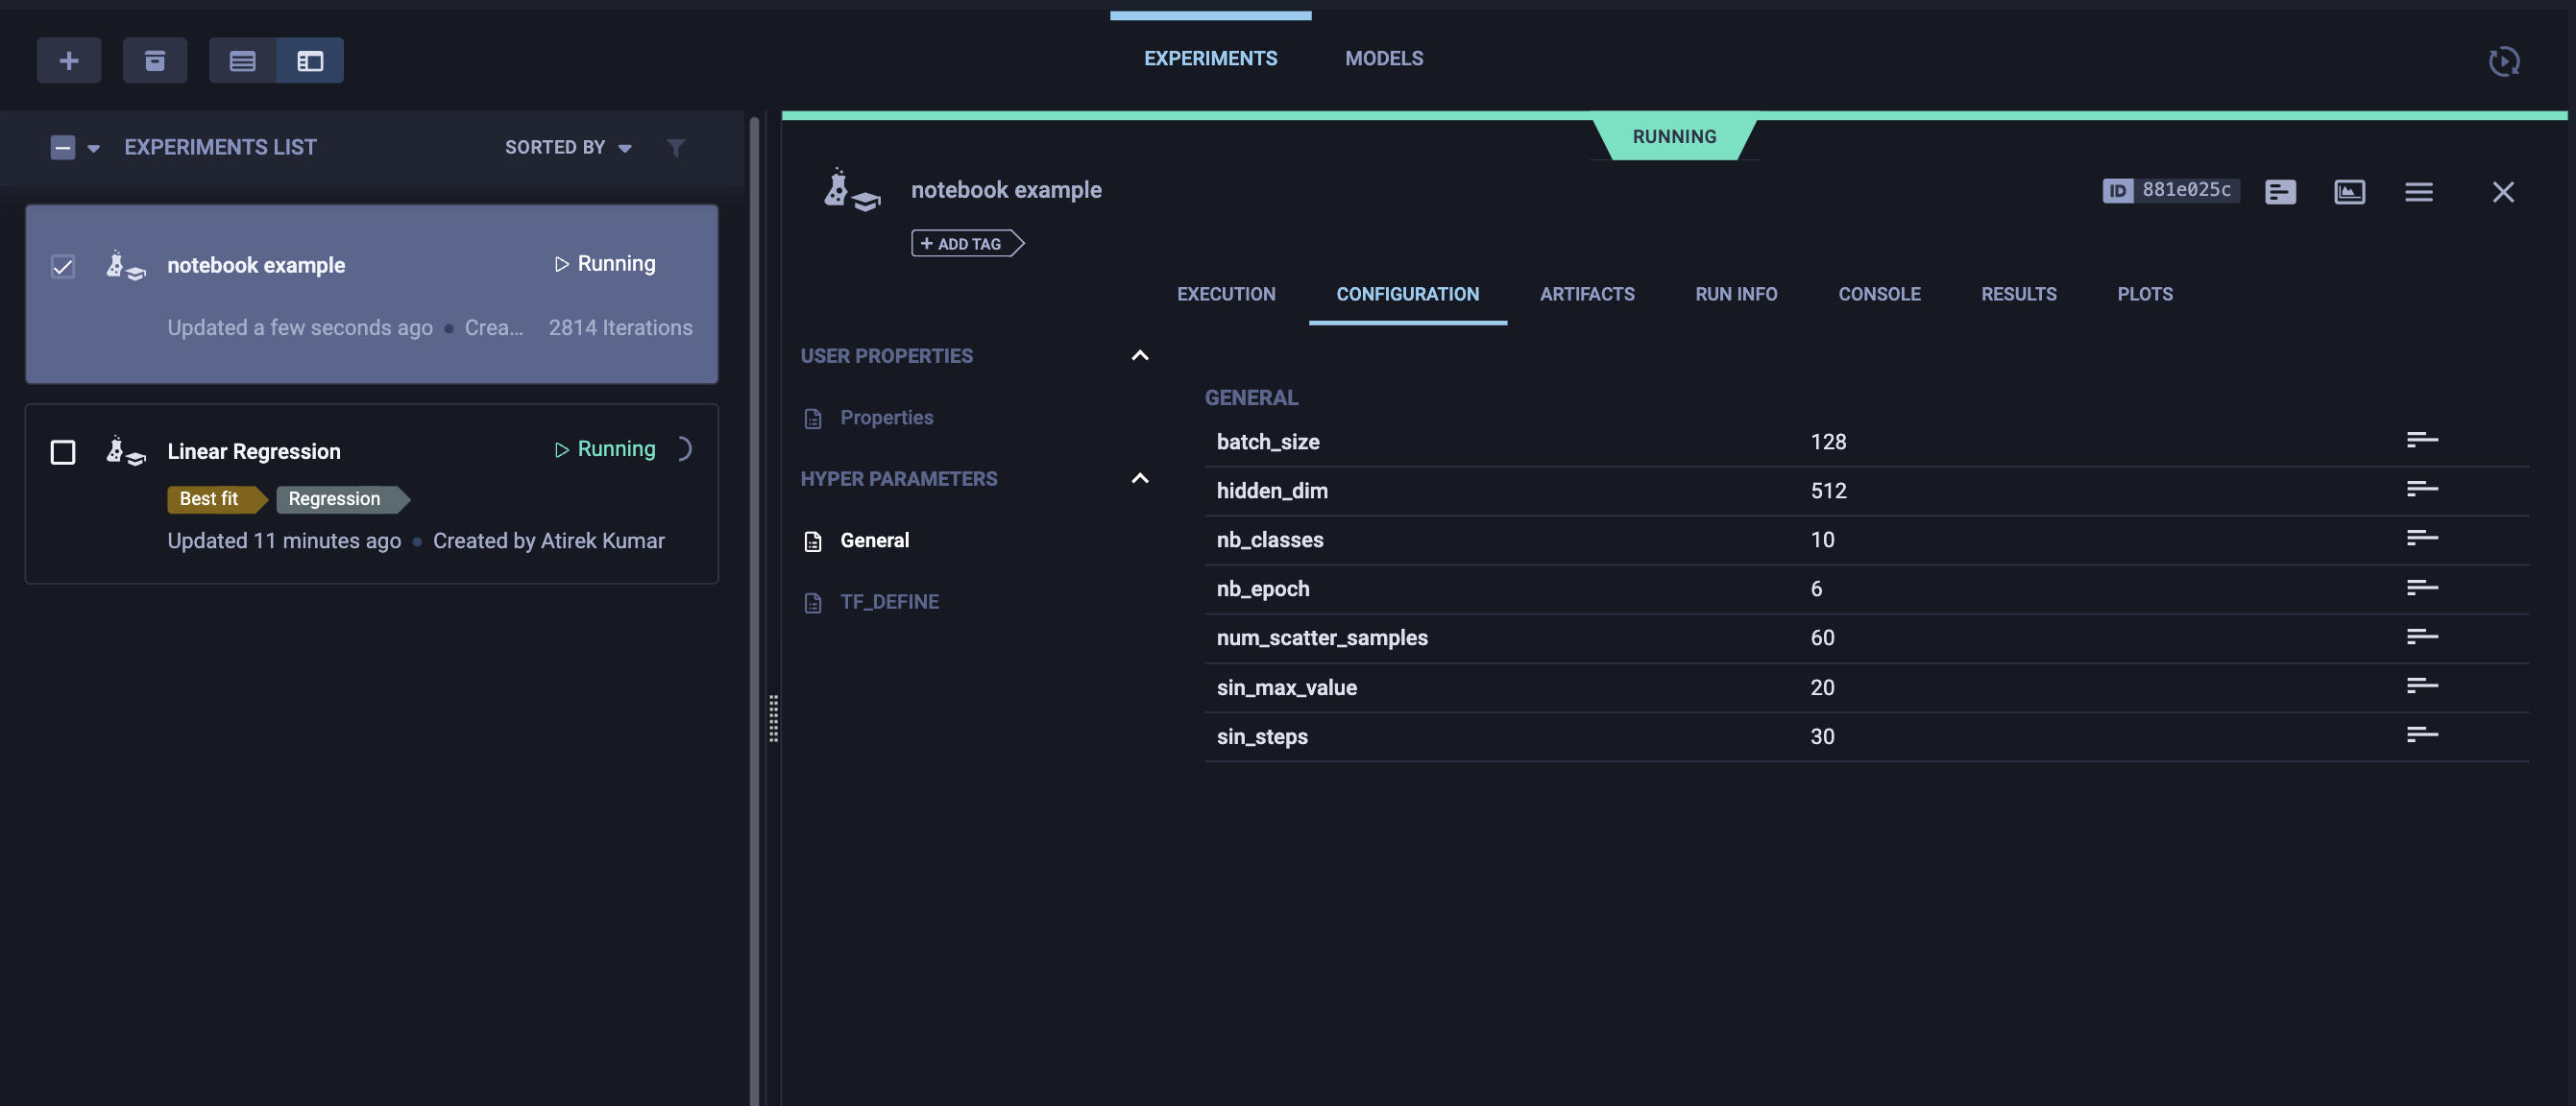 EXPERIMENTS
MODELS
EXPERIMENTS LIST
SORTED BY
notebook example
Running
Updated a few seconds ago • Crea... 2814 Iterations
Linear Regression
Running
Best fit
Regression
Updated 11 minutes ago • Created by Atirek Kumar
RUNNING
notebook example
ID 881e025c
+ ADD TAG
EXECUTION
CONFIGURATION
ARTIFACTS
RUN INFO
CONSOLE
RESULTS
PLOTS
USER PROPERTIES
Properties
HYPER PARAMETERS
General
TF_DEFINE
GENERAL
batch_size 128
hidden_dim 512
nb_classes 10
nb_epoch 6
num_scatter_samples 60
sin_max_value 20
sin_steps 30